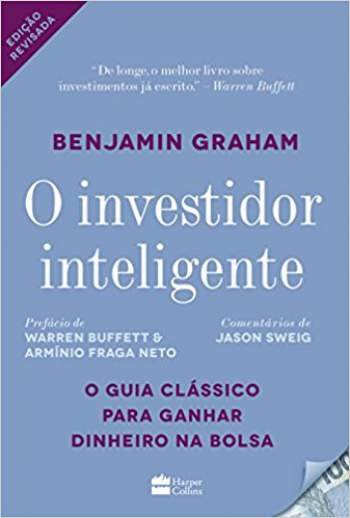 EDIÇÃO
REVISADA
“De longe, o melhor livro sobre
investimentos já escrito.” – Warren Buffett
BENJAMIN GRAHAM
O investidor
inteligente
Prefácio de
WARREN BUFFETT &
ARMÍNIO FRAGA NETO
Comentários de
JASON SWEIG
O GUIA CLÁSSICO
PARA GANHAR
DINHEIRO NA BOLSA
Harper
Collins
100